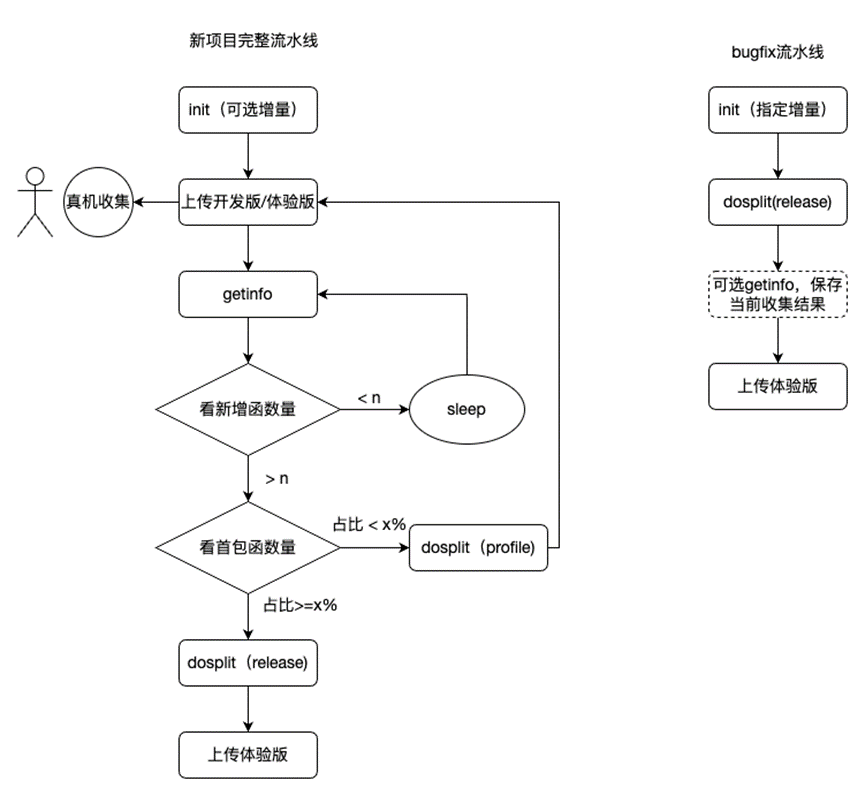 新项目完整流水线
init（可选增量）
真机收集
上传开发版/体验版
getinfo
看新增函数量
< n
sleep
> n
看首包函数量
占比 < x%
dosplit（profile)
占比>=x%
dosplit（release)
上传体验版
bugfix流水线
init（指定增量）
dosplit(release)
可选getinfo，保存
当前收集结果
上传体验版